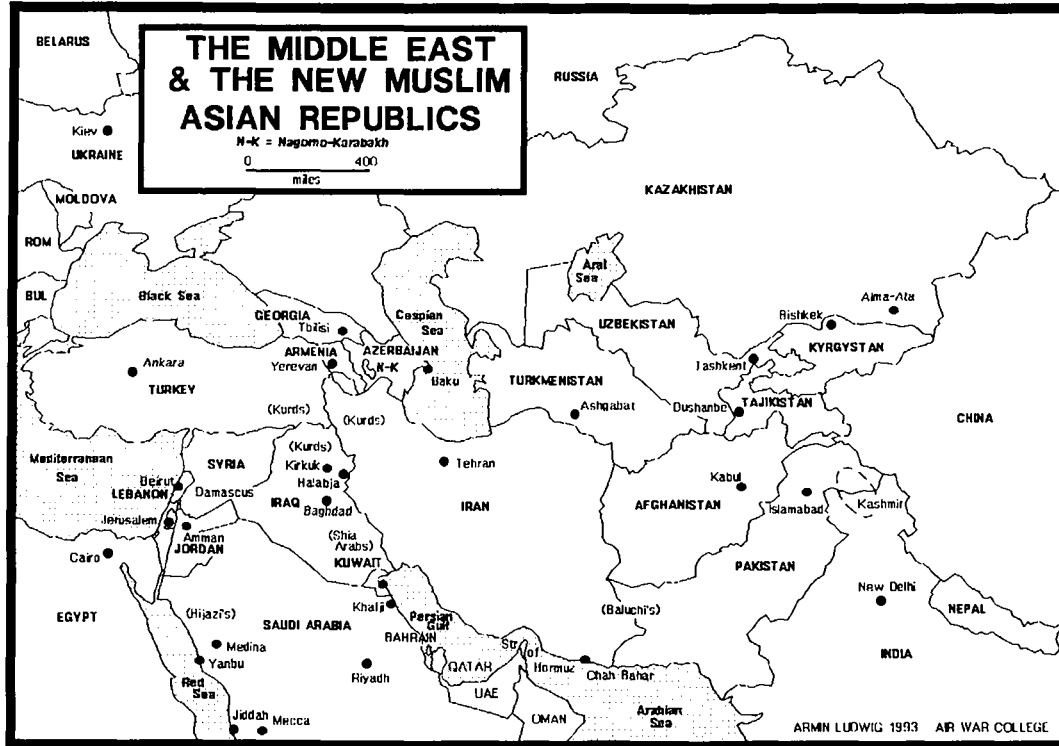 THE MIDDLE EAST
& THE NEW MUSLIM
ASIAN REPUBLICS
N-K = Nagorno-Karabakh
0 400
miles
BELARUS
RUSSIA
Kiev
UKRAINE
MOLDOVA
KAZAKHSTAN
ROM
BUL
Black Sea
Aral
Sea
Caspian
Sea
GEORGIA
Tbilisi
UZBEKISTAN
Alma-Ata
Bishkek
KYRGYSTAN
ARMENIA
Yerevan
AZERBAIJAN
N-K
Baku
Tashkent
Ankara
TURKEY
TURKMENISTAN
Ashgabat
Dushanbe
TAJIKISTAN
CHINA
(Kurds)
(Kurds)
(Kurds)
Mediterranean
Sea
SYRIA
Kirkuk
Halabja
Tehran
Beirut
LEBANON
Damascus
IRAQ
Baghdad
IRAN
Kabul
AFGHANISTAN
Islamabad
Kashmir
Jerusalem
Amman
JORDAN
Cairo
(Shia
Arabs)
KUWAIT
PAKISTAN
New Delhi
NEPAL
EGYPT
(Hijazi's)
SAUDI ARABIA
Khafji
Persian
Gulf
(Baluchi's)
BAHRAIN
Medina
Yanbu
Riyadh
QATAR
Str of
Hormuz
Chah Bahar
INDIA
Red
Sea
UAE
OMAN
Arabian
Sea
Jiddah
Mecca
ARMIN LUDWIG 1993 AIR WAR COLLEGE